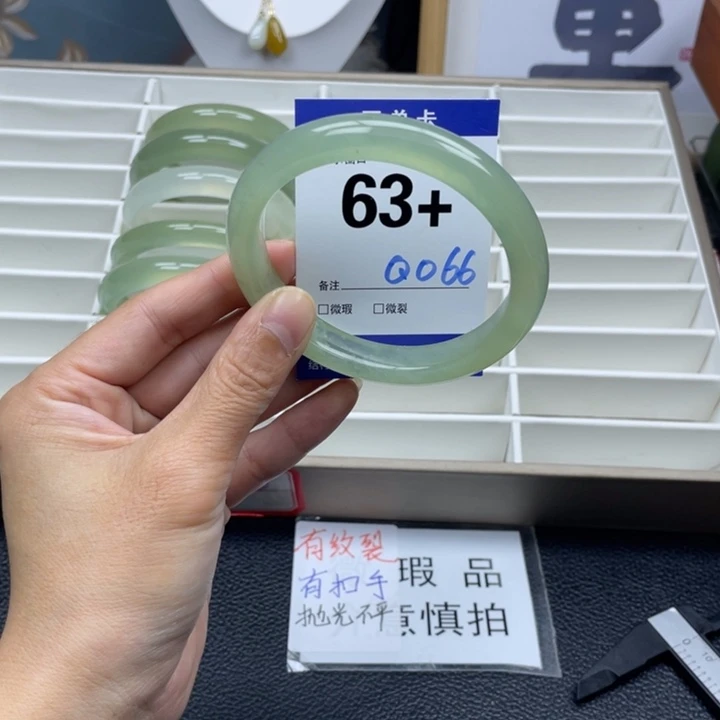 63+
备注 Q066
□微瑕 □微裂
有纹裂
有扣手
抛光不平
瑕品
意慎拍